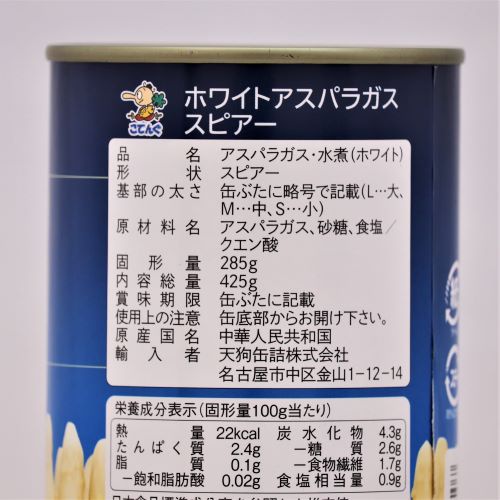 こてんぐ
ホワイトアスパラガス
スピアー
品名 アスパラガス・水煮(ホワイト)
形状 スピアー
基部の太さ 缶ぶたに略号で記載(L…大、
M…中、S…小)
原材料名 アスパラガス、砂糖、食塩／
クエン酸
固形量 285g
内容総量 425g
賞味期限 缶ぶたに記載
使用上の注意 缶底部からお開け下さい。
原産国名 中華人民共和国
輸入者 天狗缶詰株式会社
名古屋市中区金山1-12-14
栄養成分表示(固形量100g当たり)
熱量 22kcal 炭水化物 4.3g
たんぱく質 2.4g －糖質 2.6g
脂質 0.1g －食物繊維 1.7g
－飽和脂肪酸 0.02g 食塩相当量 0.9g